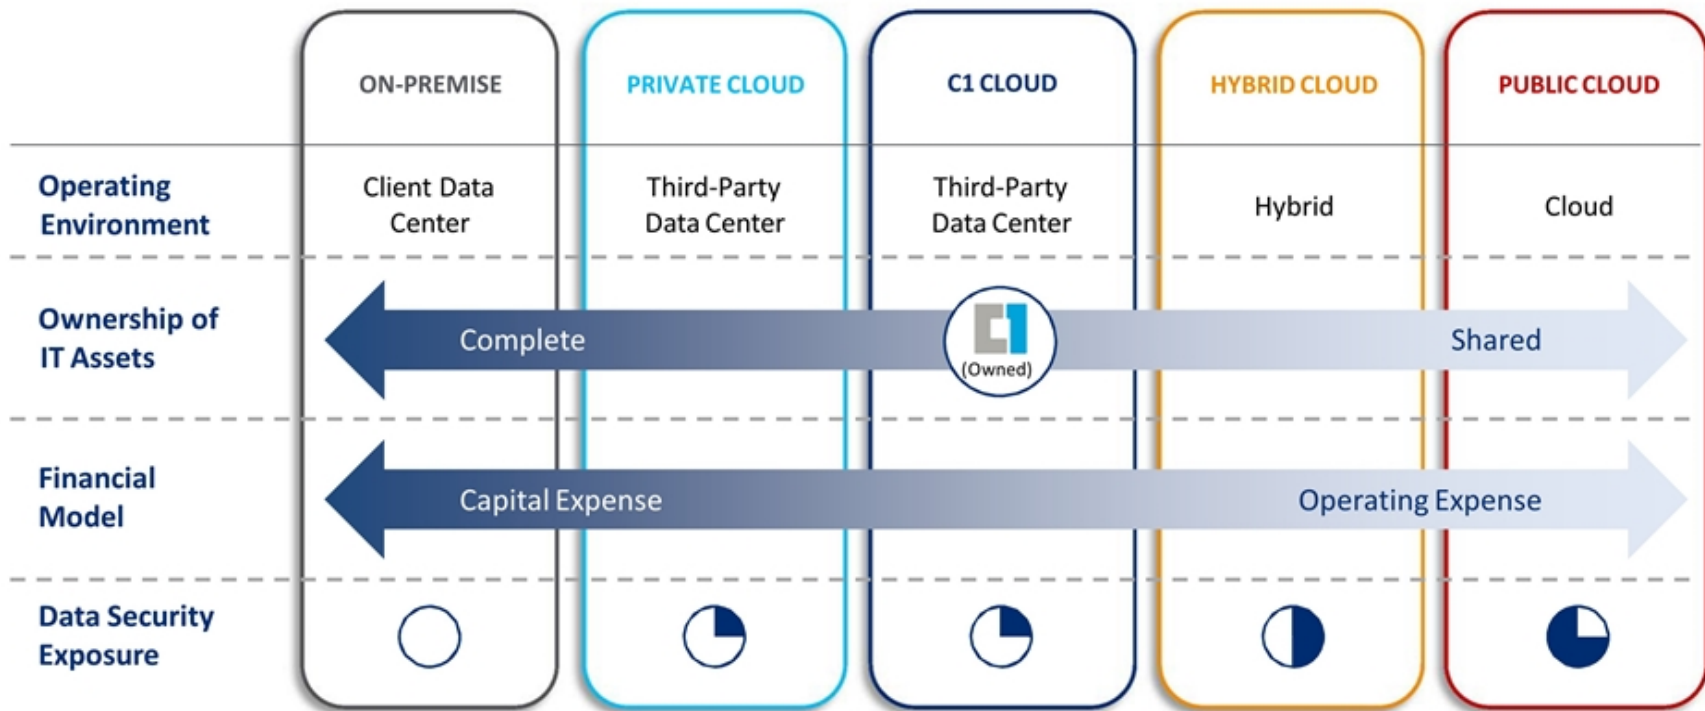 ON-PREMISE
PRIVATE CLOUD
C1 CLOUD
HYBRID CLOUD
PUBLIC CLOUD
Operating
Environment
Client Data
Center
Third-Party
Data Center
Third-Party
Data Center
Hybrid
Cloud
Ownership of
IT Assets
Complete
C1
(Owned)
Shared
Financial
Model
Capital Expense
Operating Expense
Data Security
Exposure